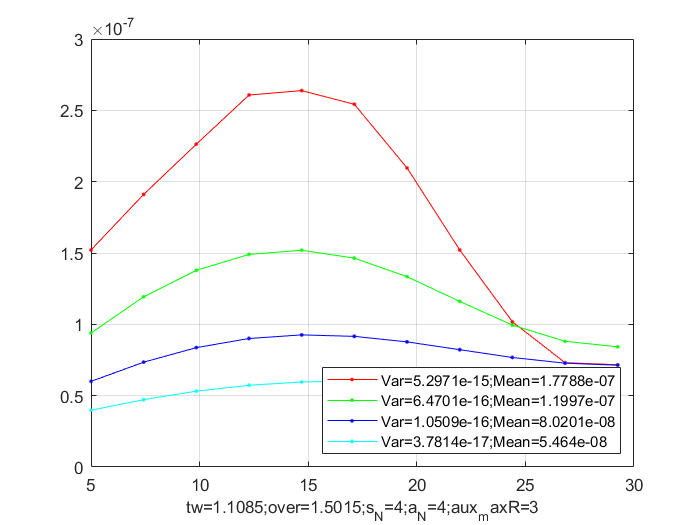 ×10-7
3
2.5
2
1.5
1
0.5
0
5
10
15
20
25
30
Var=5.2971e-15;Mean=1.7788e-07
Var=6.4701e-16;Mean=1.1997e-07
Var=1.0509e-16;Mean=8.0201e-08
Var=3.7814e-17;Mean=5.464e-08
tw=1.1085;over=1.5015;sN=4;aN=4;auxmaxR=3